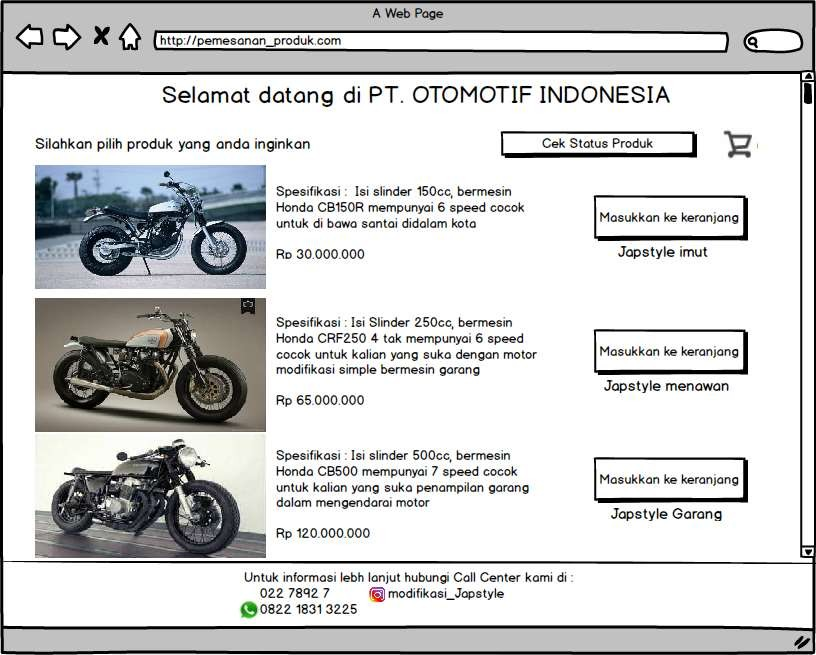 A Web Page
http://pemesanan_produk.com
Selamat datang di PT. OTOMOTIF INDONESIA
Silahkan pilih produk yang anda inginkan
Cek Status Produk
Spesifikasi : Isi slinder 150cc, bermesin
Honda CB150R mempunyai 6 speed cocok
untuk di bawa santai didalam kota
Rp 30.000.000
Masukkan ke keranjang
Japstyle imut
Spesifikasi : Isi Slinder 250cc, bermesin
Honda CRF250 4 tak mempunyai 6 speed
cocok untuk kalian yang suka dengan motor
modifikasi simple bermesin garang
Rp 65.000.000
Masukkan ke keranjang
Japstyle menawan
Spesifikasi : Isi slinder 500cc, bermesin
Honda CB500 mempunyai 7 speed cocok
untuk kalian yang suka penampilan garang
dalam mengendarai motor
Rp 120.000.000
Masukkan ke keranjang
Japstyle Garang
Untuk informasi lebh lanjut hubungi Call Center kami di :
022 7892 7
modifikasi_Japstyle
0822 1831 3225